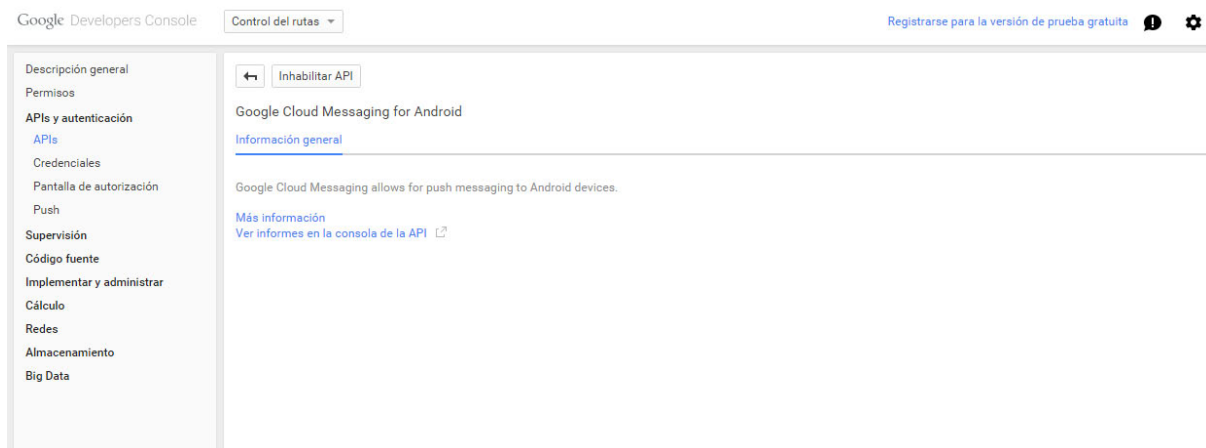 Google Developers Console
Control del rutas
Registrarse para la versión de prueba gratuita
Descripción general
Permisos
APIs y autenticación
APIs
Credenciales
Pantalla de autorización
Push
Supervisión
Código fuente
Implementar y administrar
Cálculo
Redes
Almacenamiento
Big Data
Inhabilitar API
Google Cloud Messaging for Android
Información general
Google Cloud Messaging allows for push messaging to Android devices.
Más información
Ver informes en la consola de la API